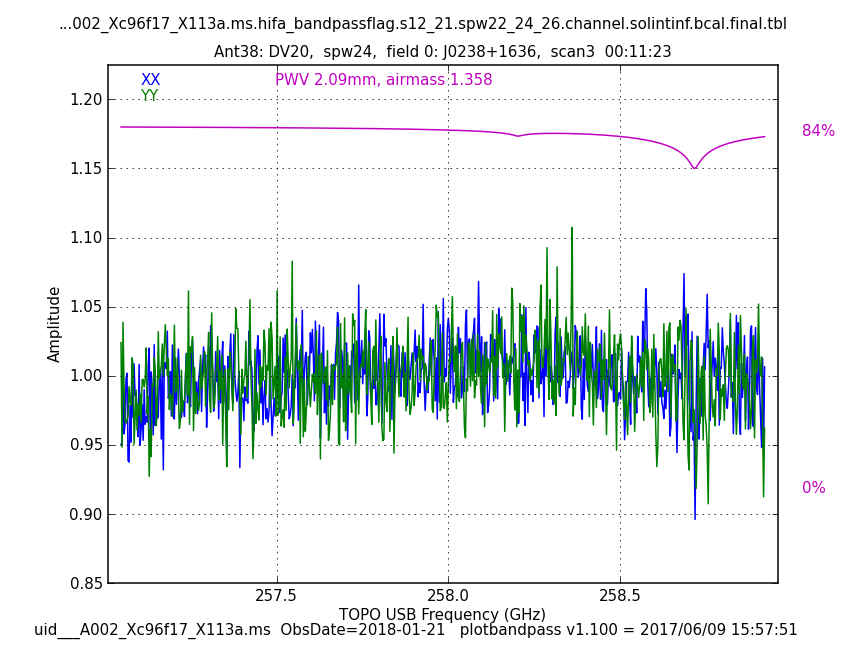 ...002_Xc96f17_X113a.ms.hifa_bandpassflag.s12_21.spw22_24_26.channel.solintinf.bcal.final.tbl
Ant38: DV20, spw24, field 0: J0238+1636, scan3 00:11:23
XX
PWV 2.09mm, airmass 1.358
YY
1.20
84%
1.15
1.10
1.05
Amplitude
1.00
0.95
0%
0.90
0.85
257.5
258.0
258.5
TOPO USB Frequency (GHz)
uid___A002_Xc96f17_X113a.ms ObsDate=2018-01-21 plotbandpass v1.100 = 2017/06/09 15:57:51